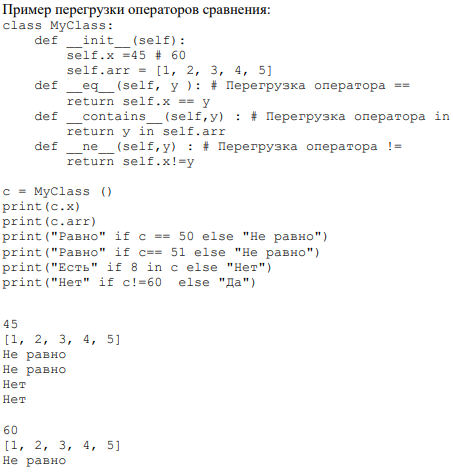 Пример перегрузки операторов сравнения:
class MyClass:
    def __init__(self):
        self.x =45 # 60
        self.arr = [1, 2, 3, 4, 5]
    def __eq__(self, y ): # Перегрузка оператора ==
        return self.x == y
    def __contains__(self,y) : # Перегрузка оператора in
        return y in self.arr
    def __ne__(self,y) : # Перегрузка оператора !=
        return self.x!=y
c = MyClass ()
print(c.x)
print(c.arr)
print("Равно" if c == 50 else "Не равно")
print("Равно" if c== 51 else "Не равно")
print("Есть" if 8 in c else "Нет")
print("Нет" if c!=60  else "Да")
45
[1, 2, 3, 4, 5]
Не равно
Не равно
Нет
Нет
60
[1, 2, 3, 4, 5]
Не равно